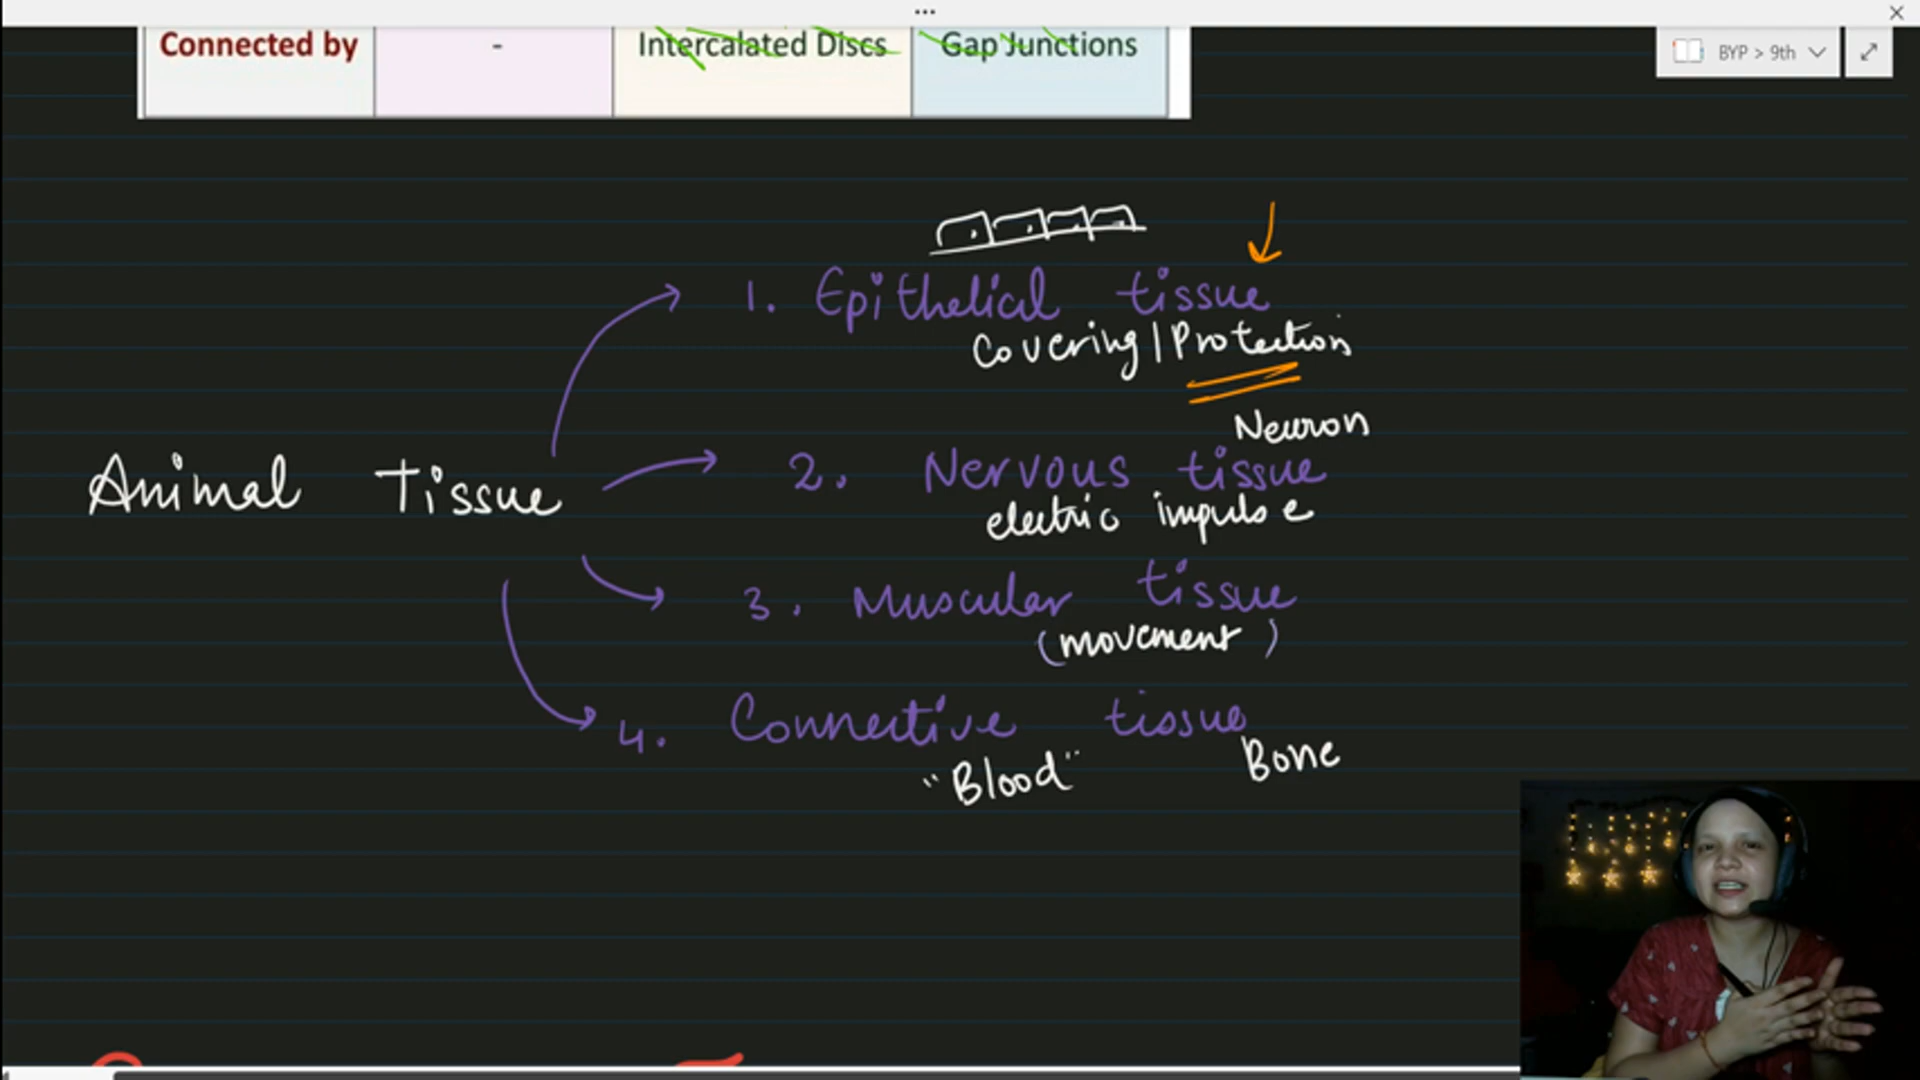 Connected by - Intercalated Discs Gap Junctions
BYP > 9th
1. Epithelial tissue
Covering / Protection
Neuron
2. Nervous tissue
electric impulse
Animal Tissue
3. Muscular tissue
(movement)
4. Connective tissue
"Blood" Bone